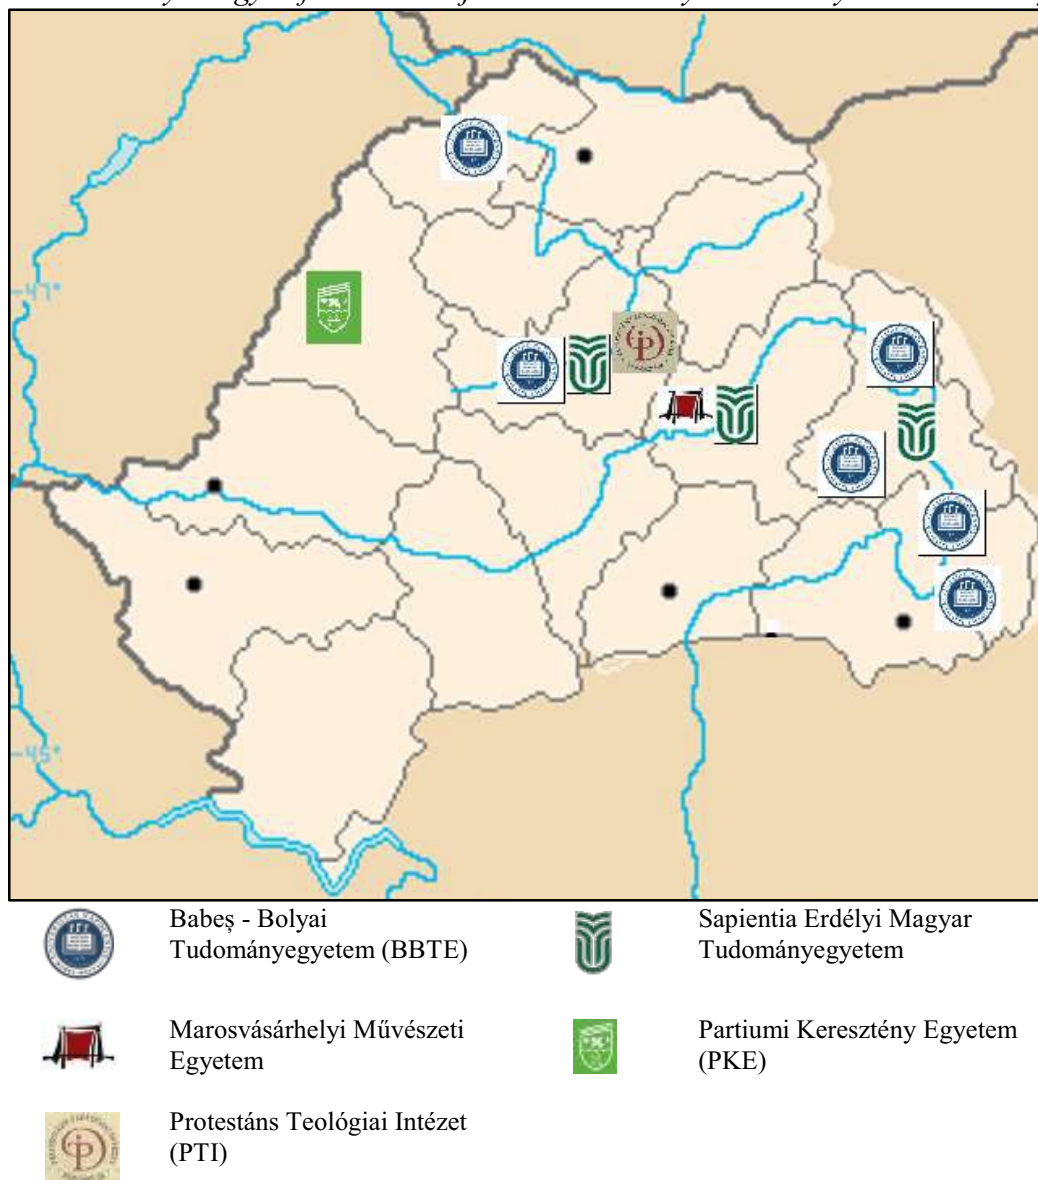 47°
45°
Babeș - Bolyai
Tudományegyetem (BBTE)
Sapientia Erdélyi Magyar
Tudományegyetem
Marosvásárhelyi Művészeti
Egyetem
Partiumi Keresztény Egyetem
(PKE)
Protestáns Teológiai Intézet
(PTI)